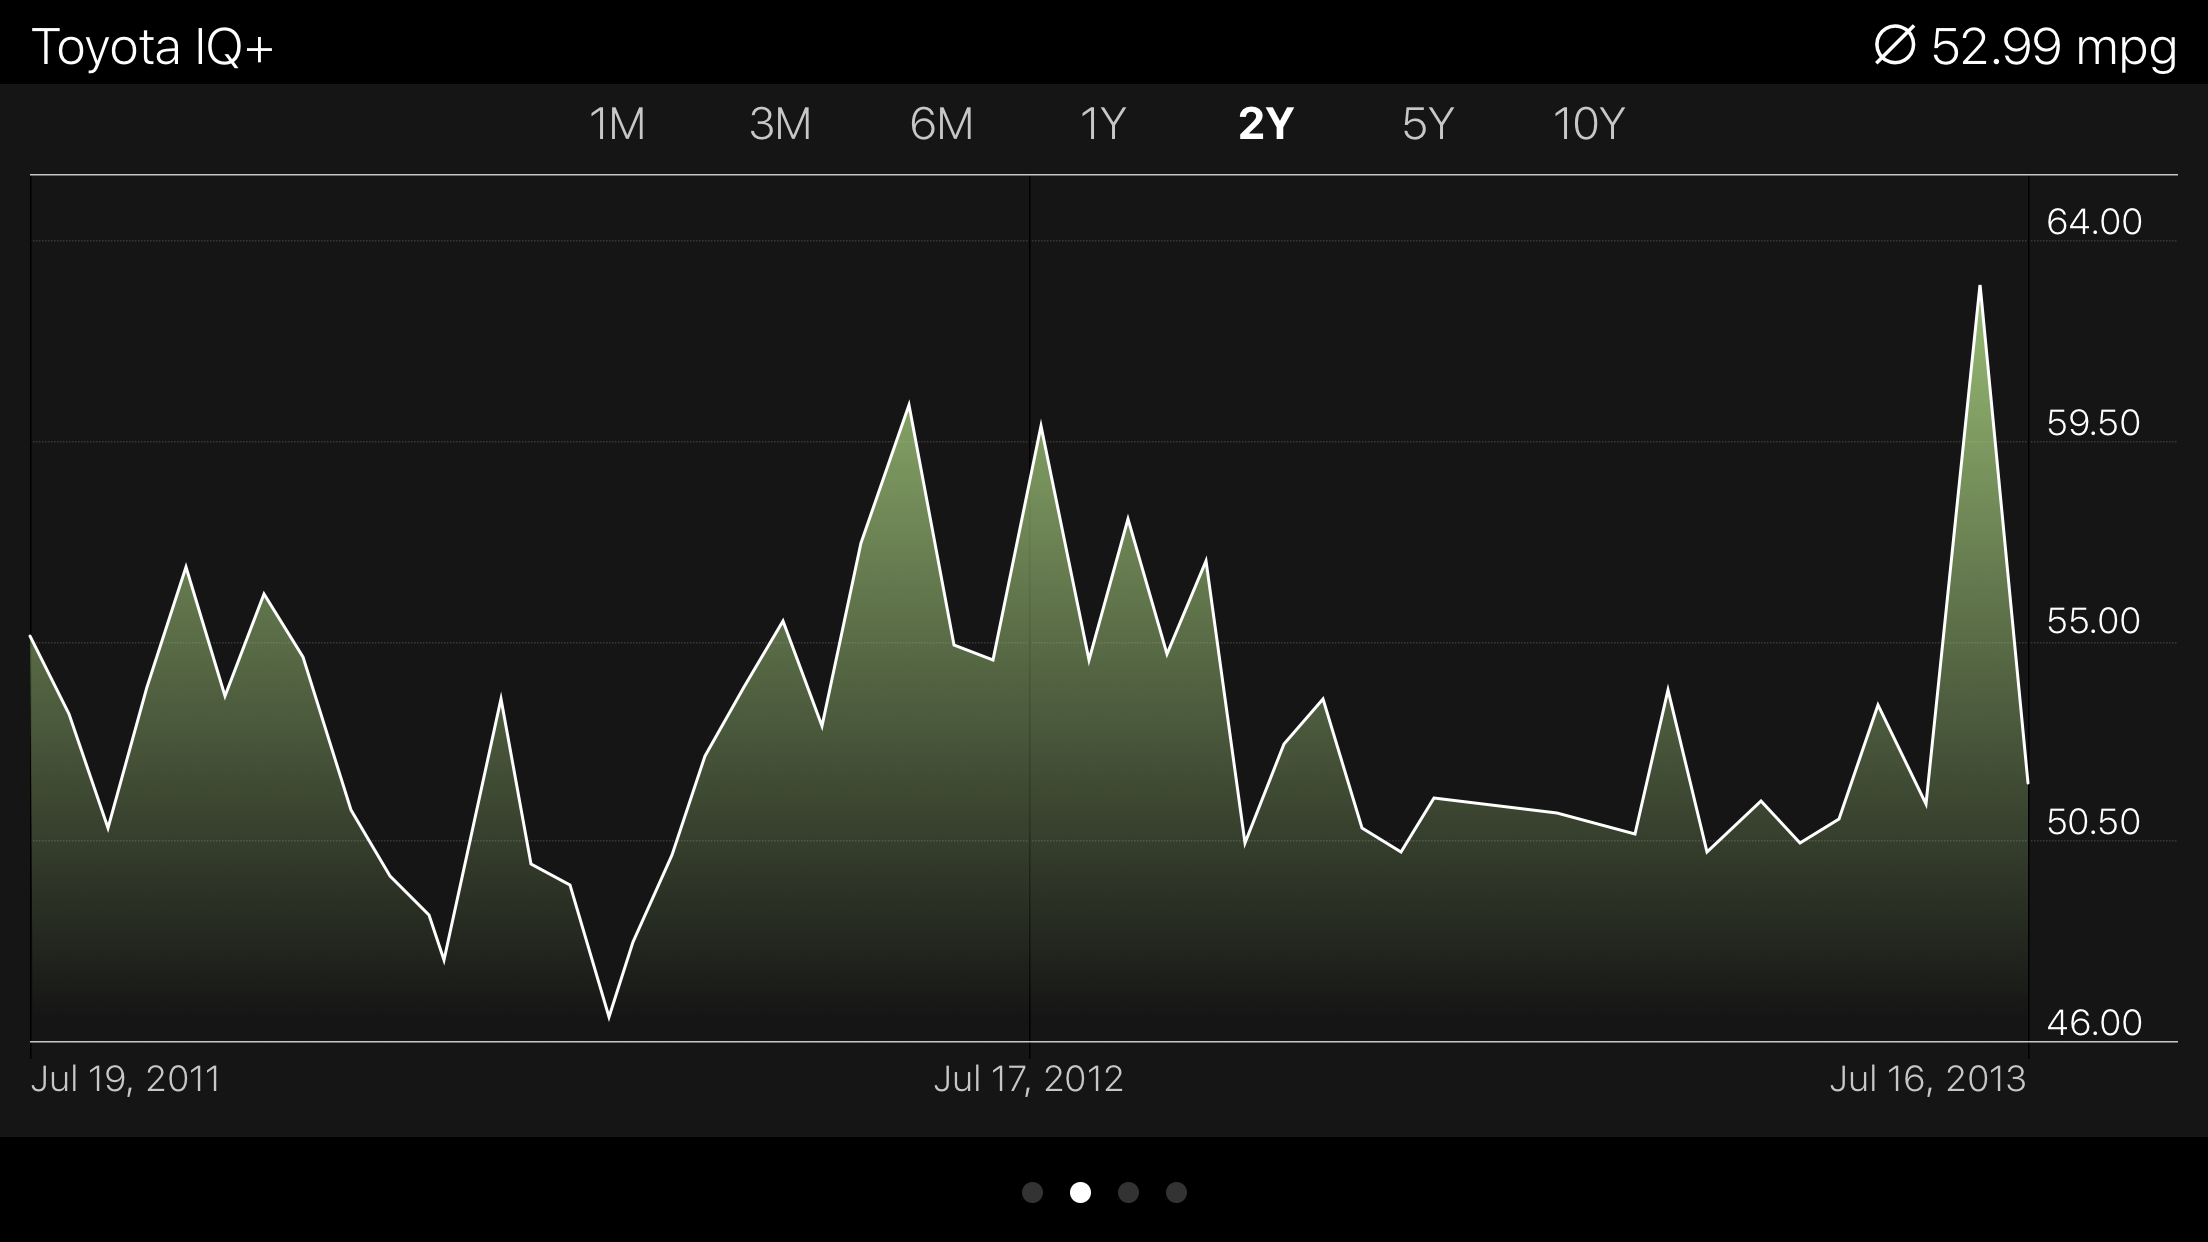 Toyota IQ+
Ø 52.99 mpg
1M 3M 6M 1Y 2Y 5Y 10Y
64.00
59.50
55.00
50.50
46.00
Jul 19, 2011 Jul 17, 2012 Jul 16, 2013